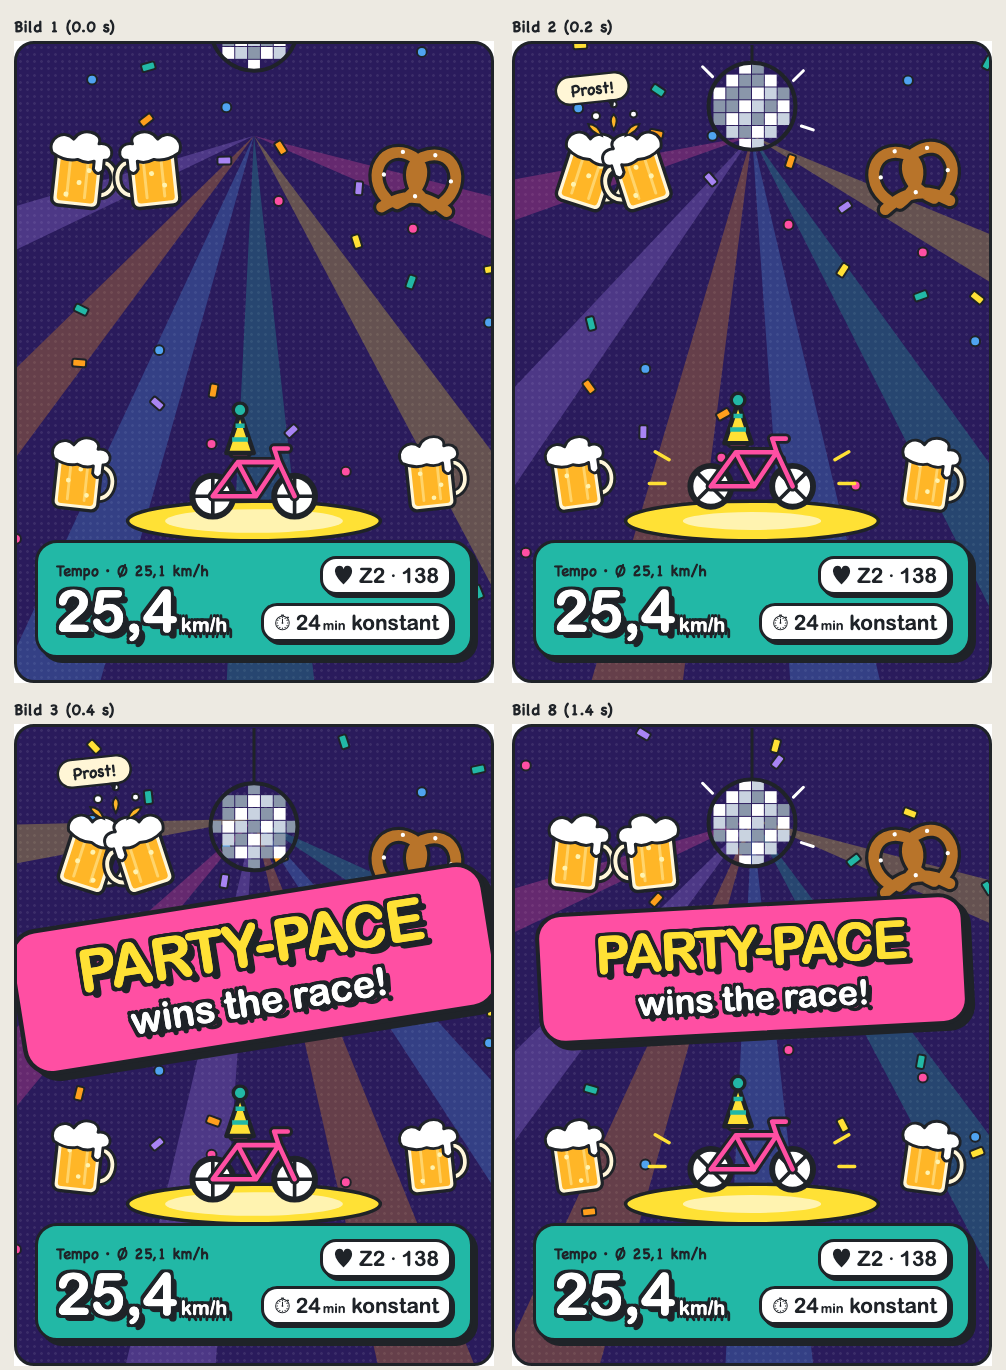 Bild 1 (0.0 s)
Tempo · Ø 25,1 km/h
25,4 km/h
♥ Z2 · 138
⏱ 24 min konstant
Bild 2 (0.2 s)
Prost!
Tempo · Ø 25,1 km/h
25,4 km/h
♥ Z2 · 138
⏱ 24 min konstant
Bild 3 (0.4 s)
Prost!
PARTY-PACE
wins the race!
Tempo · Ø 25,1 km/h
25,4 km/h
♥ Z2 · 138
⏱ 24 min konstant
Bild 8 (1.4 s)
PARTY-PACE
wins the race!
Tempo · Ø 25,1 km/h
25,4 km/h
♥ Z2 · 138
⏱ 24 min konstant